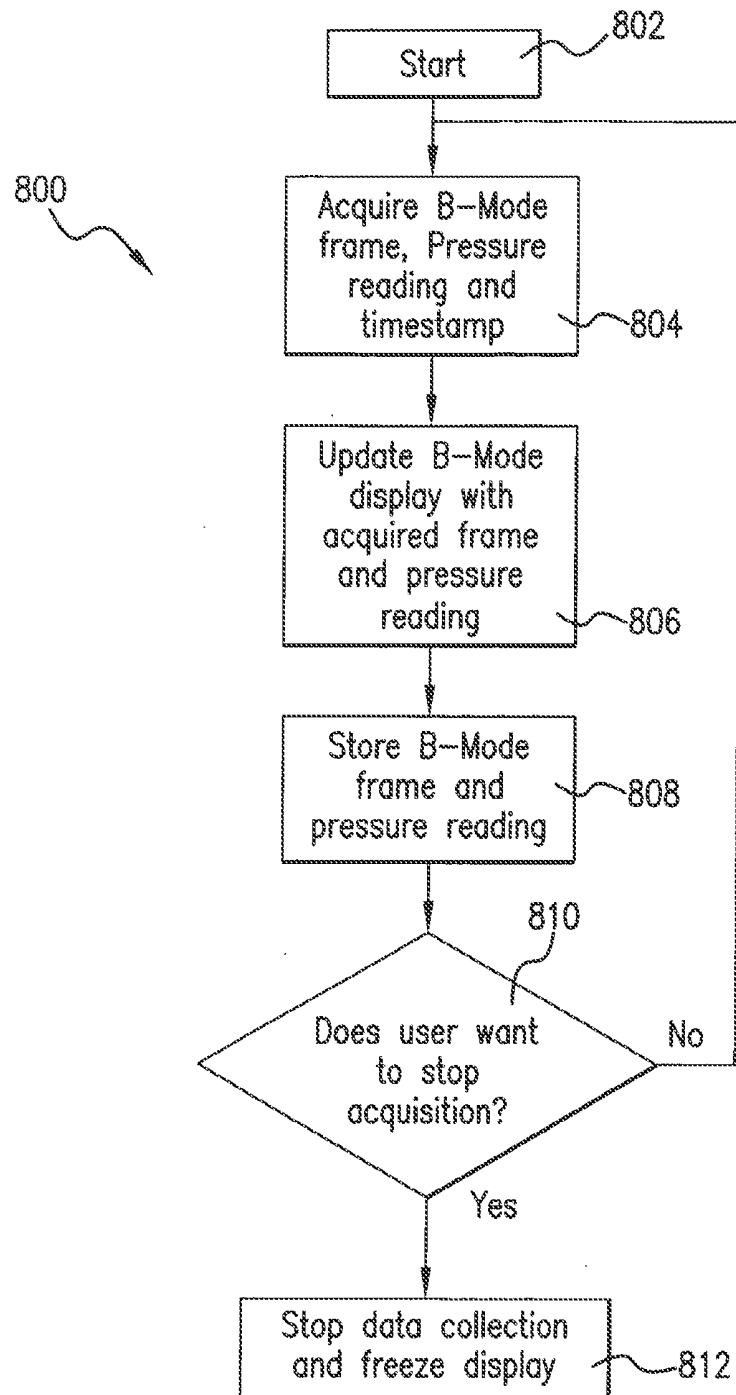 802
Start
800
Acquire B-Mode
frame, Pressure
reading and
timestamp
804
Update B-Mode
display with
acquired frame
and pressure
reading
806
Store B-Mode
frame and
pressure reading
808
810
Does user want
to stop
acquisition?
No
Yes
Stop data collection
and freeze display
812